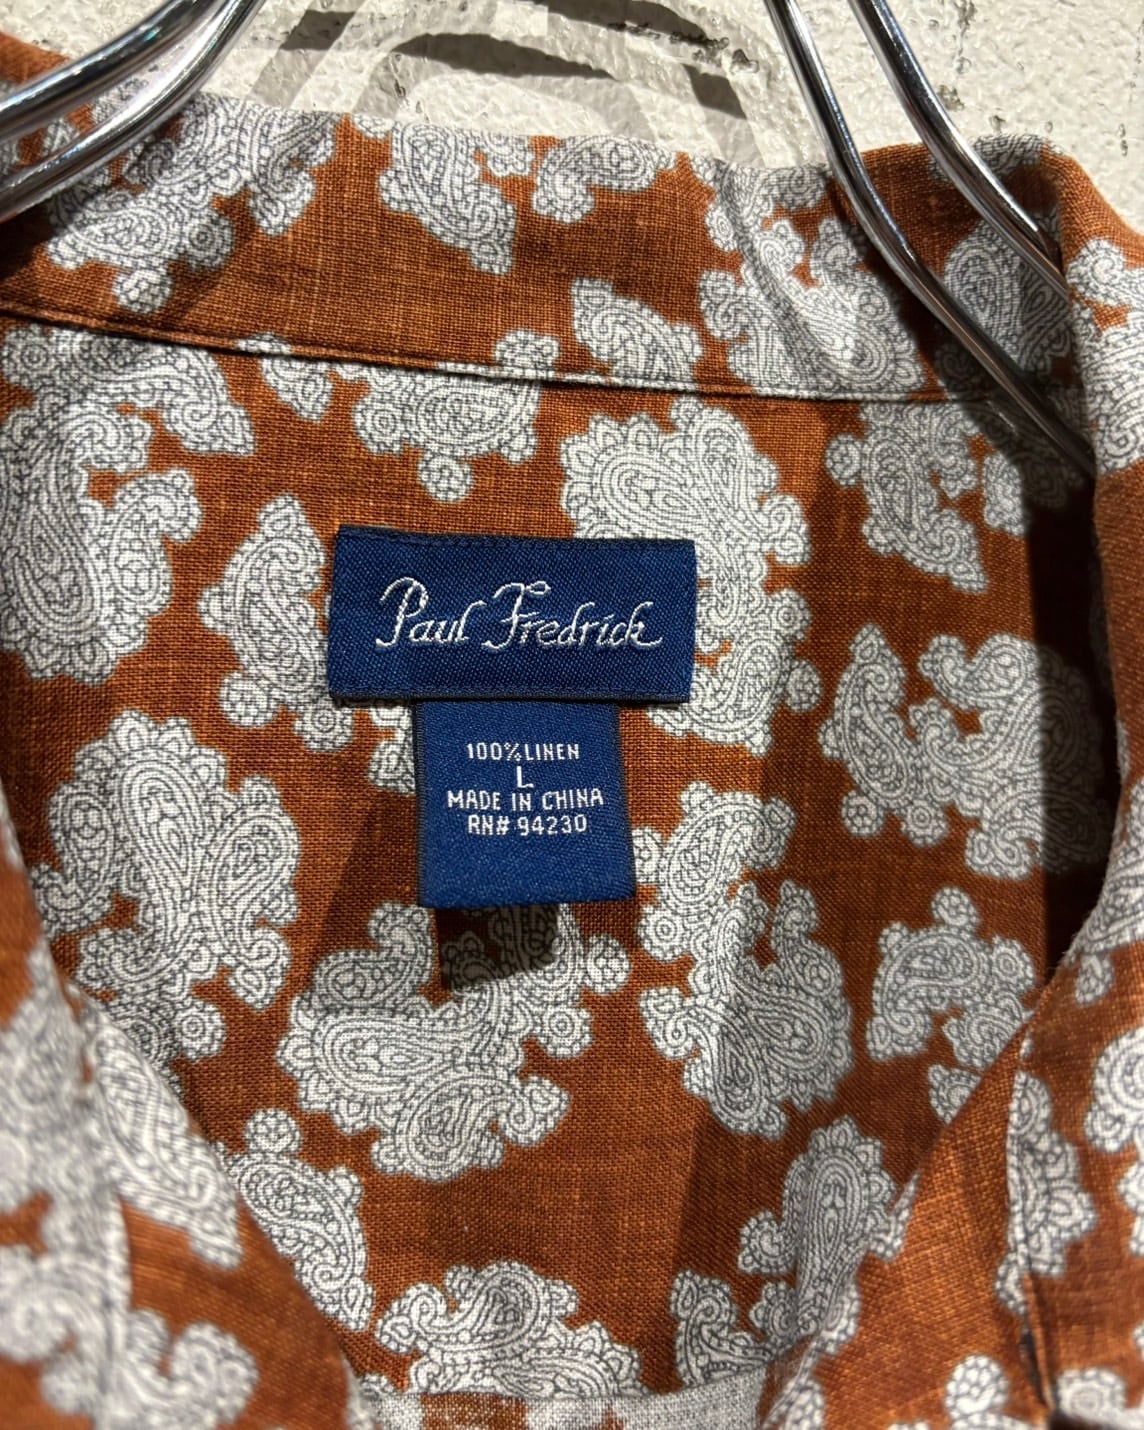 Paul Fredrick
100% LINEN
L
MADE IN CHINA
RN# 94230